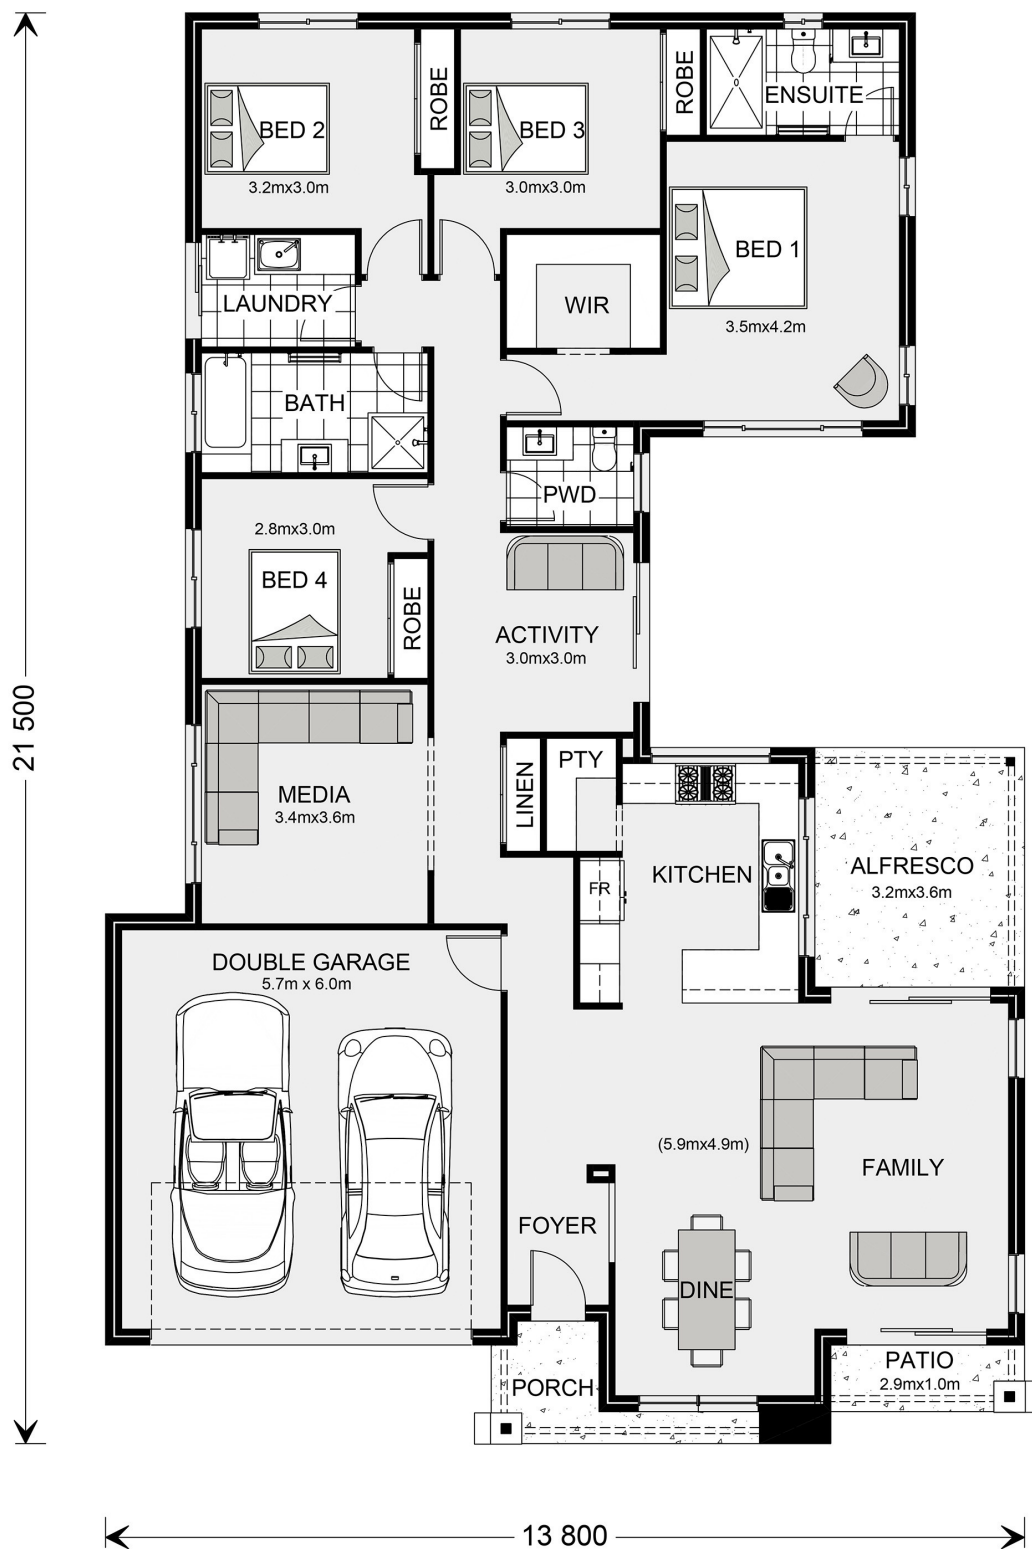 ROBE
ROBE
ENSUITE
BED 2
BED 3
3.2mx3.0m
3.0mx3.0m
BED 1
LAUNDRY
WIR
3.5mx4.2m
BATH
PWD
2.8mx3.0m
BED 4
ROBE
ACTIVITY
3.0mx3.0m
21 500
LINEN
PTY
MEDIA
3.4mx3.6m
KITCHEN
FR
ALFRESCO
3.2mx3.6m
DOUBLE GARAGE
5.7m x 6.0m
(5.9mx4.9m)
FAMILY
FOYER
DINE
PORCH
PATIO
2.9mx1.0m
13 800